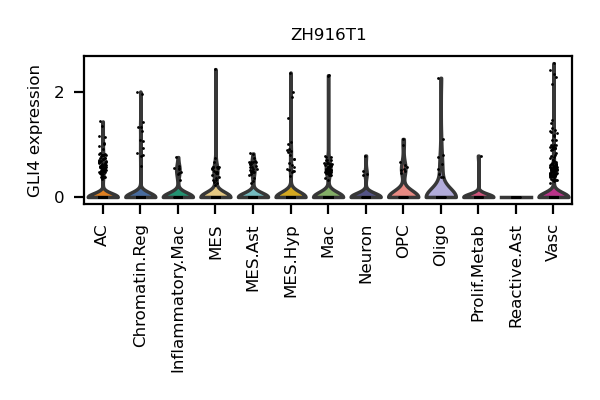 ZH916T1
GLI4 expression
2
0
AC
Chromatin.Reg
Inflammatory.Mac
MES
MES.Ast
MES.Hyp
Mac
Neuron
OPC
Oligo
Prolif.Metab
Reactive.Ast
Vasc